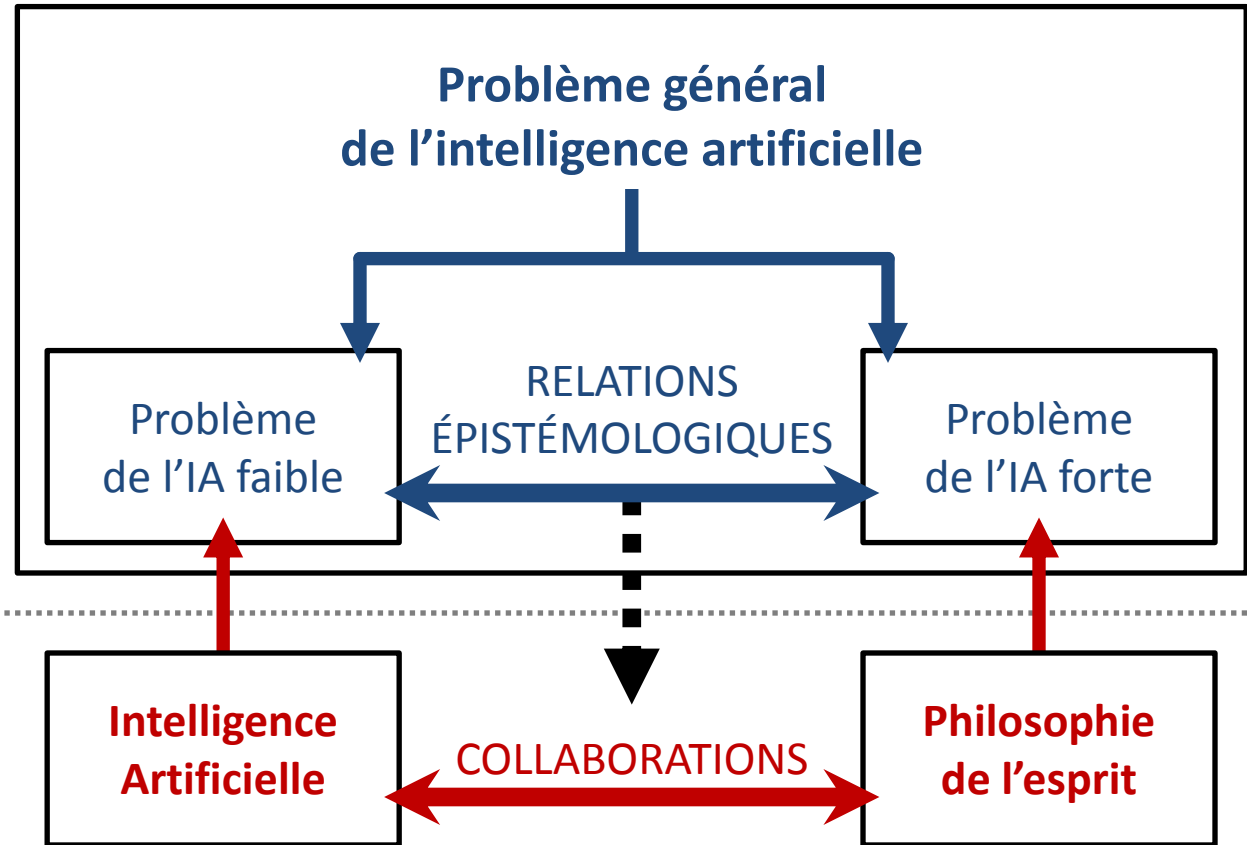 Problème général
de l’intelligence artificielle
RELATIONS
ÉPISTÉMOLOGIQUES
Problème
de l’IA faible
Problème
de l’IA forte
Intelligence
Artificielle
COLLABORATIONS
Philosophie
de l’esprit